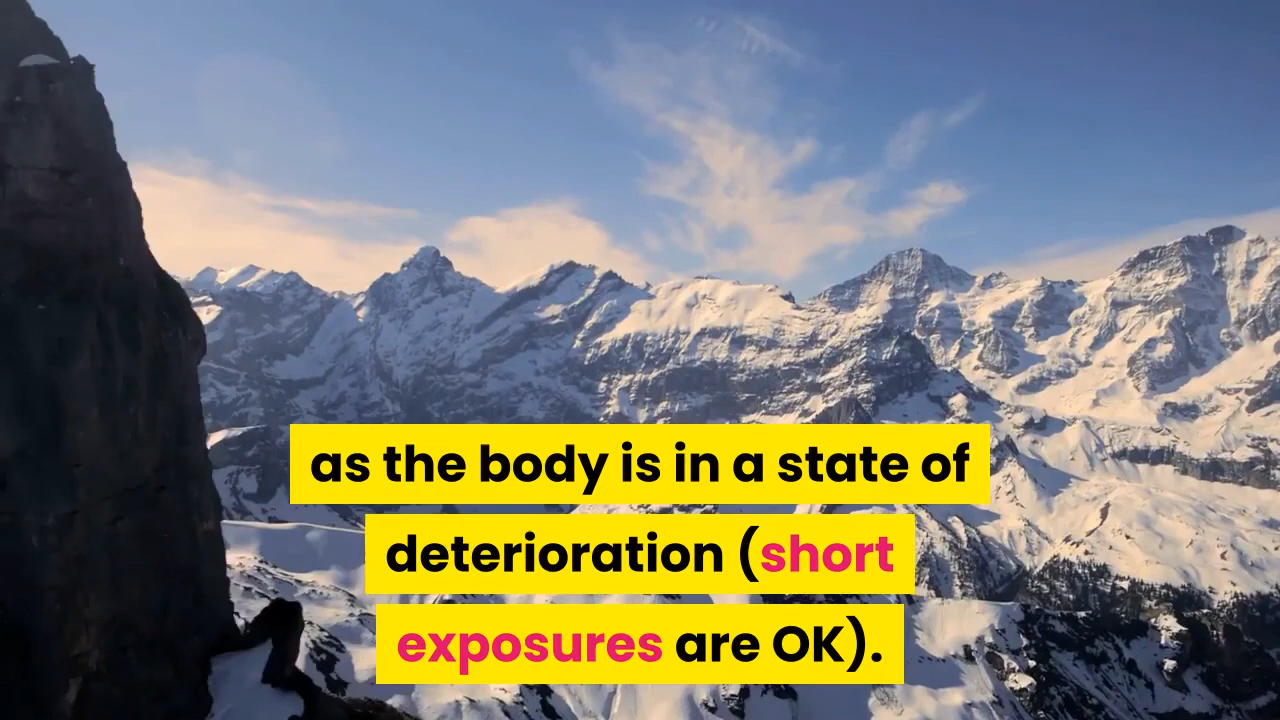 as the body is in a state of
deterioration (short
exposures are OK).